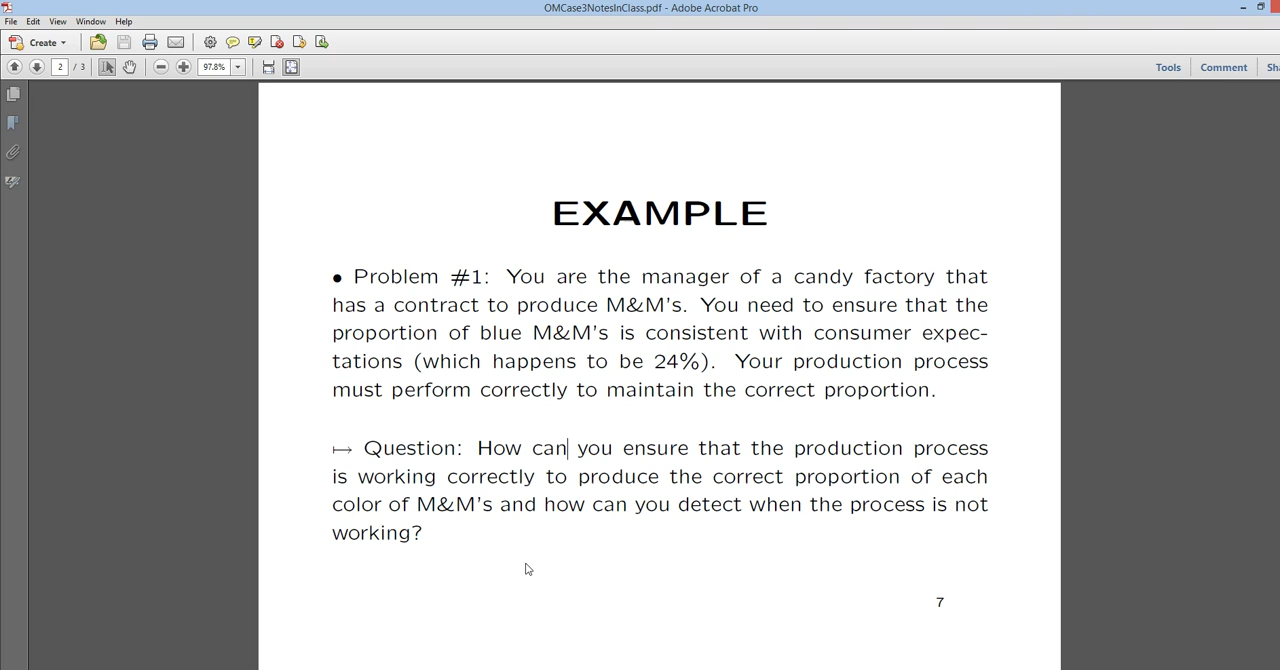 OMCase3NotesInClass.pdf - Adobe Acrobat Pro
File Edit View Window Help
Create
2 / 3 97.8% Tools Comment
EXAMPLE
• Problem #1: You are the manager of a candy factory that
has a contract to produce M&M's. You need to ensure that the
proportion of blue M&M's is consistent with consumer expec-
tations (which happens to be 24%). Your production process
must perform correctly to maintain the correct proportion.
↦ Question: How can you ensure that the production process
is working correctly to produce the correct proportion of each
color of M&M's and how can you detect when the process is not
working?
7